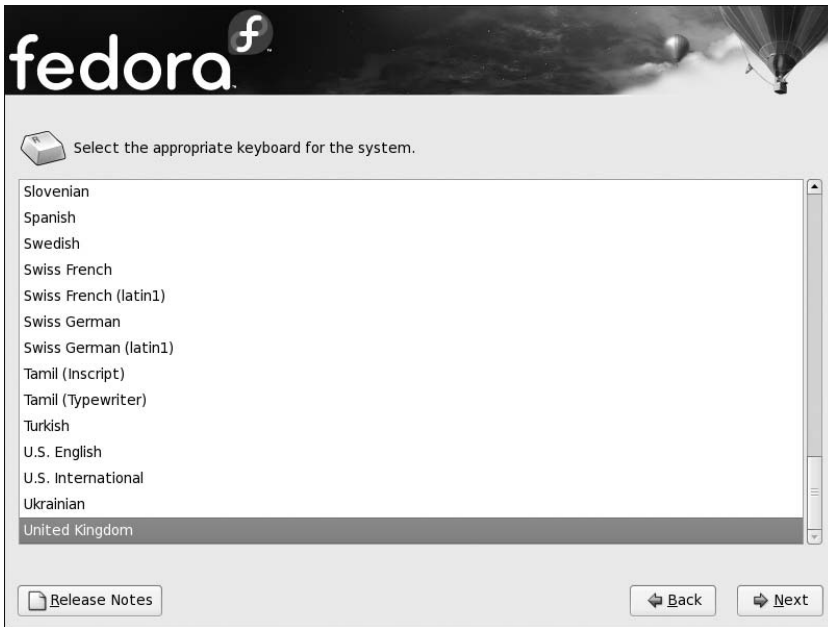 fedora
Select the appropriate keyboard for the system.
Slovenian
Spanish
Swedish
Swiss French
Swiss French (latin1)
Swiss German
Swiss German (latin1)
Tamil (Inscript)
Tamil (Typewriter)
Turkish
U.S. English
U.S. International
Ukrainian
United Kingdom
Release Notes
Back
Next